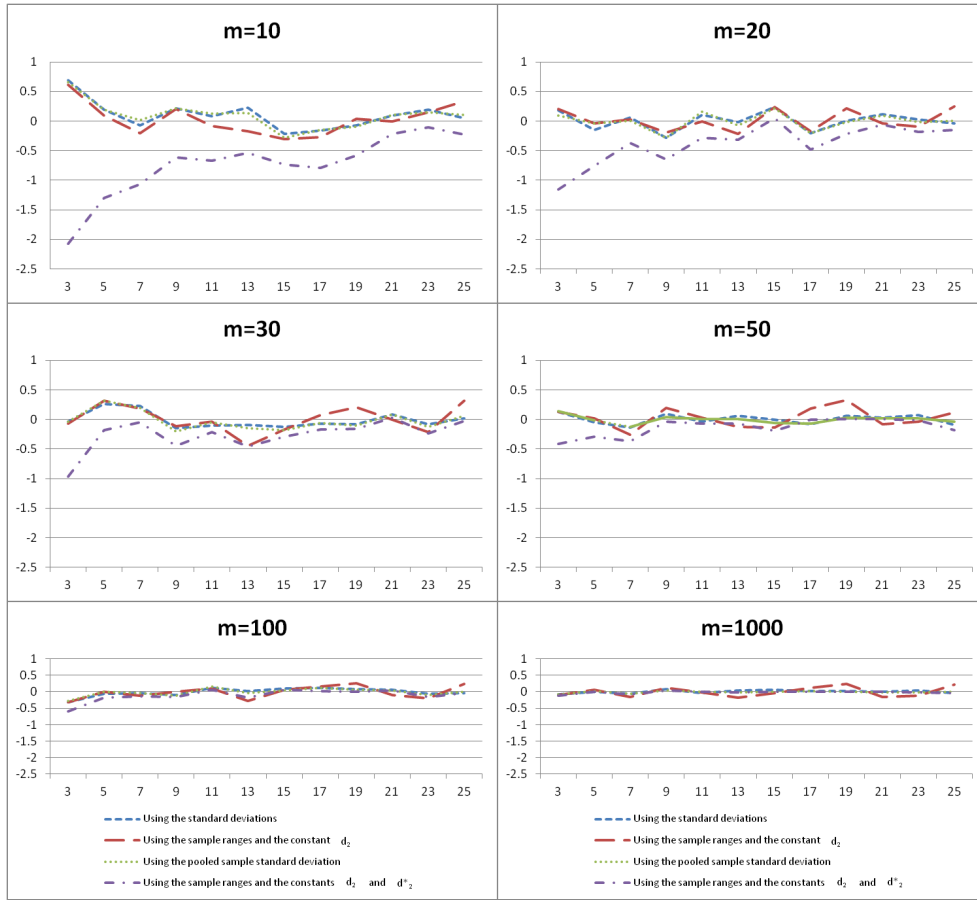 m=10
1
0.5
0
-0.5
-1
-1.5
-2
-2.5
3 5 7 9 11 13 15 17 19 21 23 25
m=20
1
0.5
0
-0.5
-1
-1.5
-2
-2.5
3 5 7 9 11 13 15 17 19 21 23 25
m=30
1
0.5
0
-0.5
-1
-1.5
-2
-2.5
3 5 7 9 11 13 15 17 19 21 23 25
m=50
1
0.5
0
-0.5
-1
-1.5
-2
-2.5
3 5 7 9 11 13 15 17 19 21 23 25
m=100
1
0.5
0
-0.5
-1
-1.5
-2
-2.5
3 5 7 9 11 13 15 17 19 21 23 25
Using the standard deviations
Using the sample ranges and the constant d₂
Using the pooled sample standard deviation
Using the sample ranges and the constants d₂ and d*₂
m=1000
1
0.5
0
-0.5
-1
-1.5
-2
-2.5
3 5 7 9 11 13 15 17 19 21 23 25
Using the standard deviations
Using the sample ranges and the constant d₂
Using the pooled sample standard deviation
Using the sample ranges and the constants d₂ and d*₂